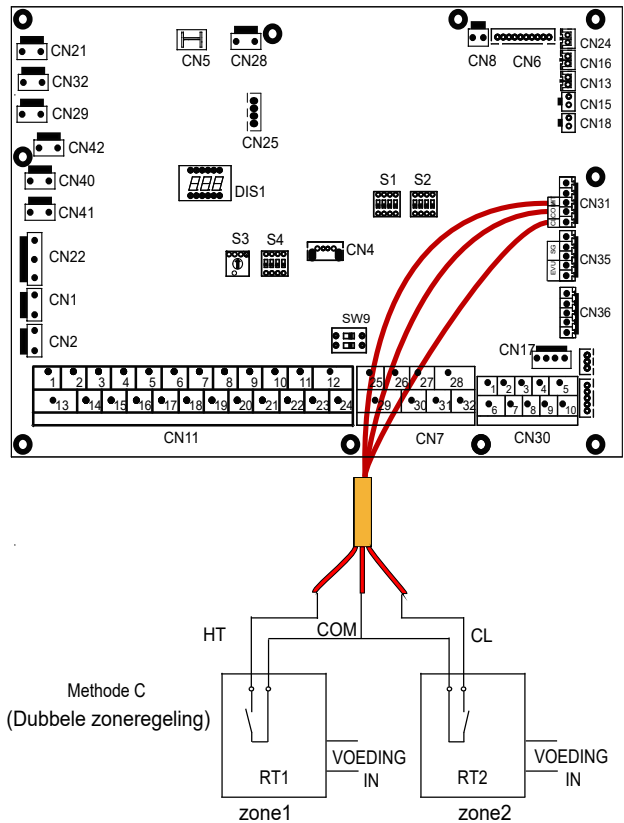 CN21
CN32
CN29
CN42
CN40
CN41
CN22
CN1
CN2
CN5
CN28
CN25
DIS1
CN8
CN6
CN24
CN16
CN13
CN15
CN18
S1
S2
S3
S4
CN4
SW9
CN31
CN35
CN36
CN17
COM
SG
EVU
1 2 3 4 5 6 7 8 9 10 11 12
13 14 15 16 17 18 19 20 21 22 23 24
CN11
25 26 27 28
29 30 31 32
CN7
1 2 3 4 5
6 7 8 9 10
CN30
HT
COM
CL
Methode C
(Dubbele zoneregeling)
RT1
VOEDING
IN
RT2
VOEDING
IN
zone1
zone2